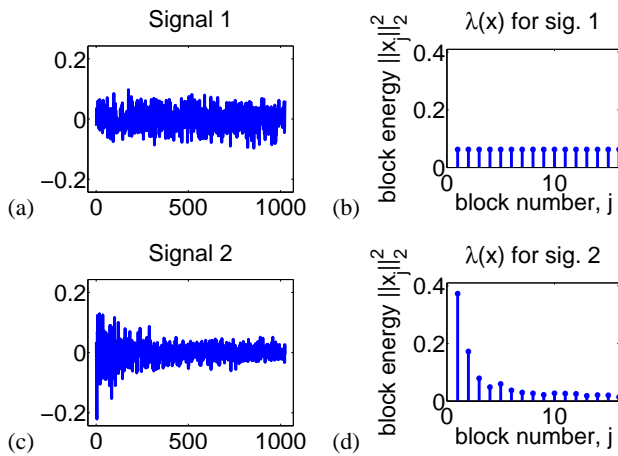 Signal 1
0.2
0
−0.2
0 500 1000
(a)
λ(x) for sig. 1
block energy ||x_j||_2^2
0.4
0.2
0
0 10
block number, j
(b)
Signal 2
0.2
0
−0.2
0 500 1000
(c)
λ(x) for sig. 2
block energy ||x_j||_2^2
0.4
0.2
0
0 10
block number, j
(d)